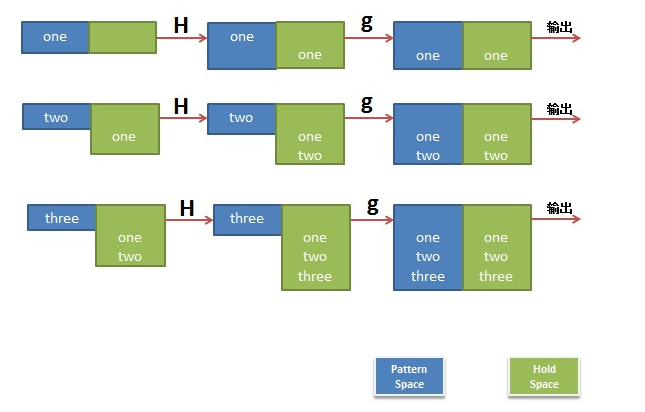 one H one one g one one 输出
two one H two one two g one two one two 输出
three one two H three one two three g one two three one two three 输出
Pattern Space
Hold Space